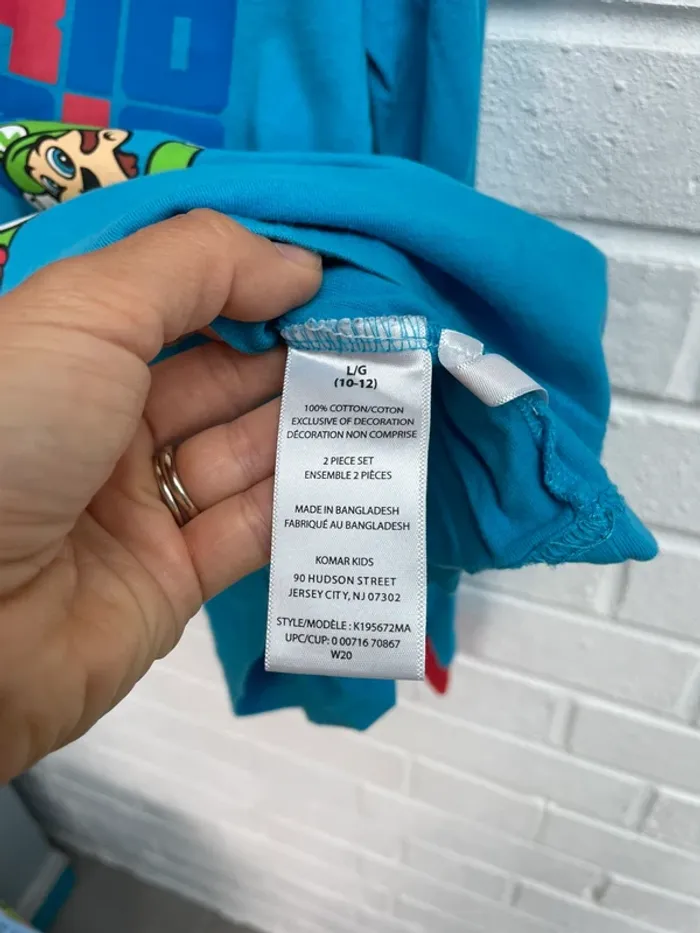 RIO
L/G
(10-12)
100% COTTON/COTON
EXCLUSIVE OF DECORATION
DÉCORATION NON COMPRISE
2 PIECE SET
ENSEMBLE 2 PIÈCES
MADE IN BANGLADESH
FABRIQUÉ AU BANGLADESH
KOMAR KIDS
90 HUDSON STREET
JERSEY CITY, NJ 07302
STYLE/MODÈLE : K195672MA
UPC/CUP: 0 00716 70867
W20